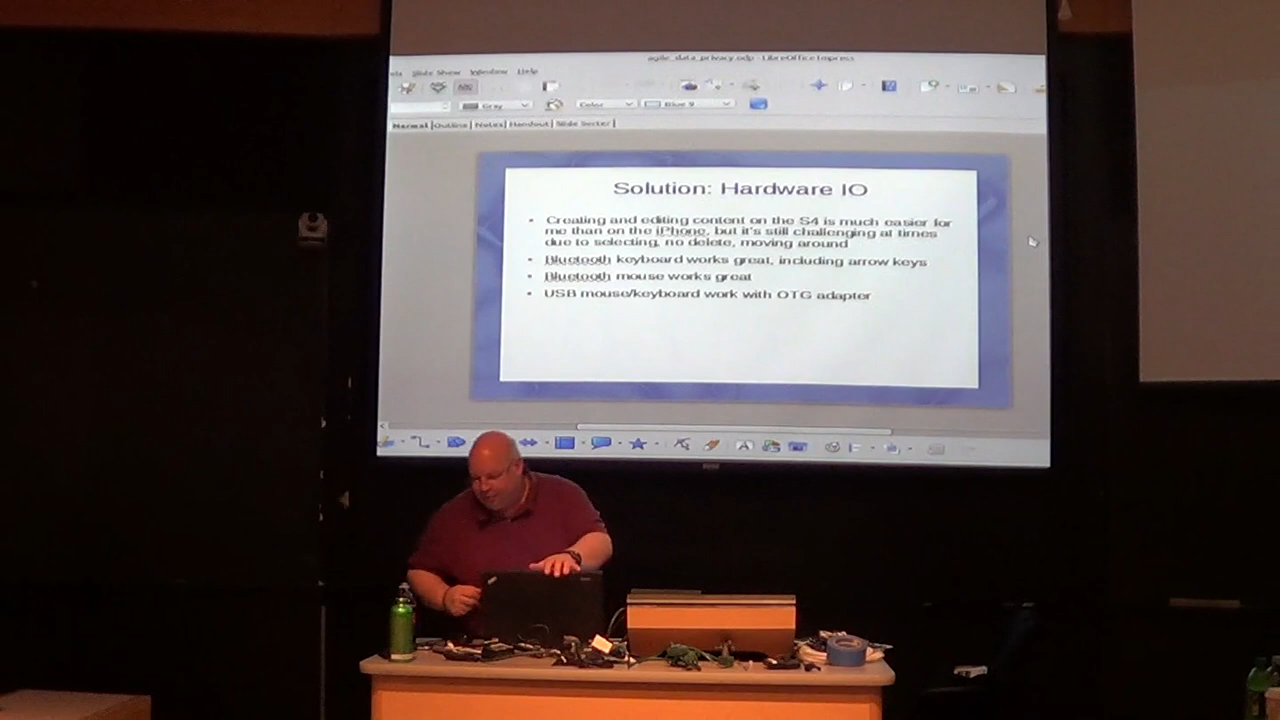 agile_data_privacy.odp - LibreOffice Impress
Slide Show Window Help
Gray Color Blue 9
Normal Outline Notes Handout Slide Sorter
Solution: Hardware IO
• Creating and editing content on the S4 is much easier for
me than on the iPhone, but it's still challenging at times
due to selecting, no delete, moving around
• Bluetooth keyboard works great, including arrow keys
• Bluetooth mouse works great
• USB mouse/keyboard work with OTG adapter